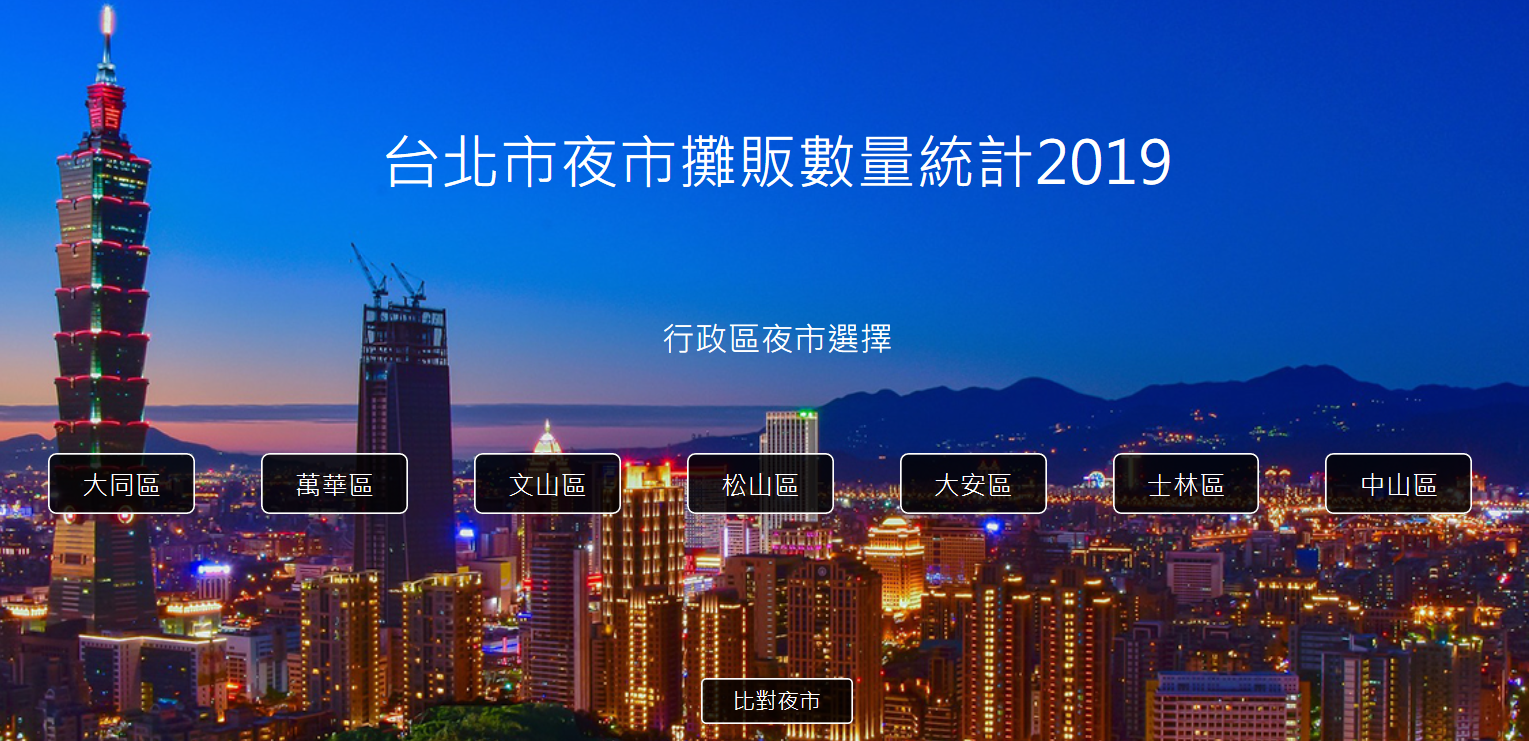 台北市夜市攤販數量統計2019
行政區夜市選擇
大同區
萬華區
文山區
松山區
大安區
士林區
中山區
比對夜市